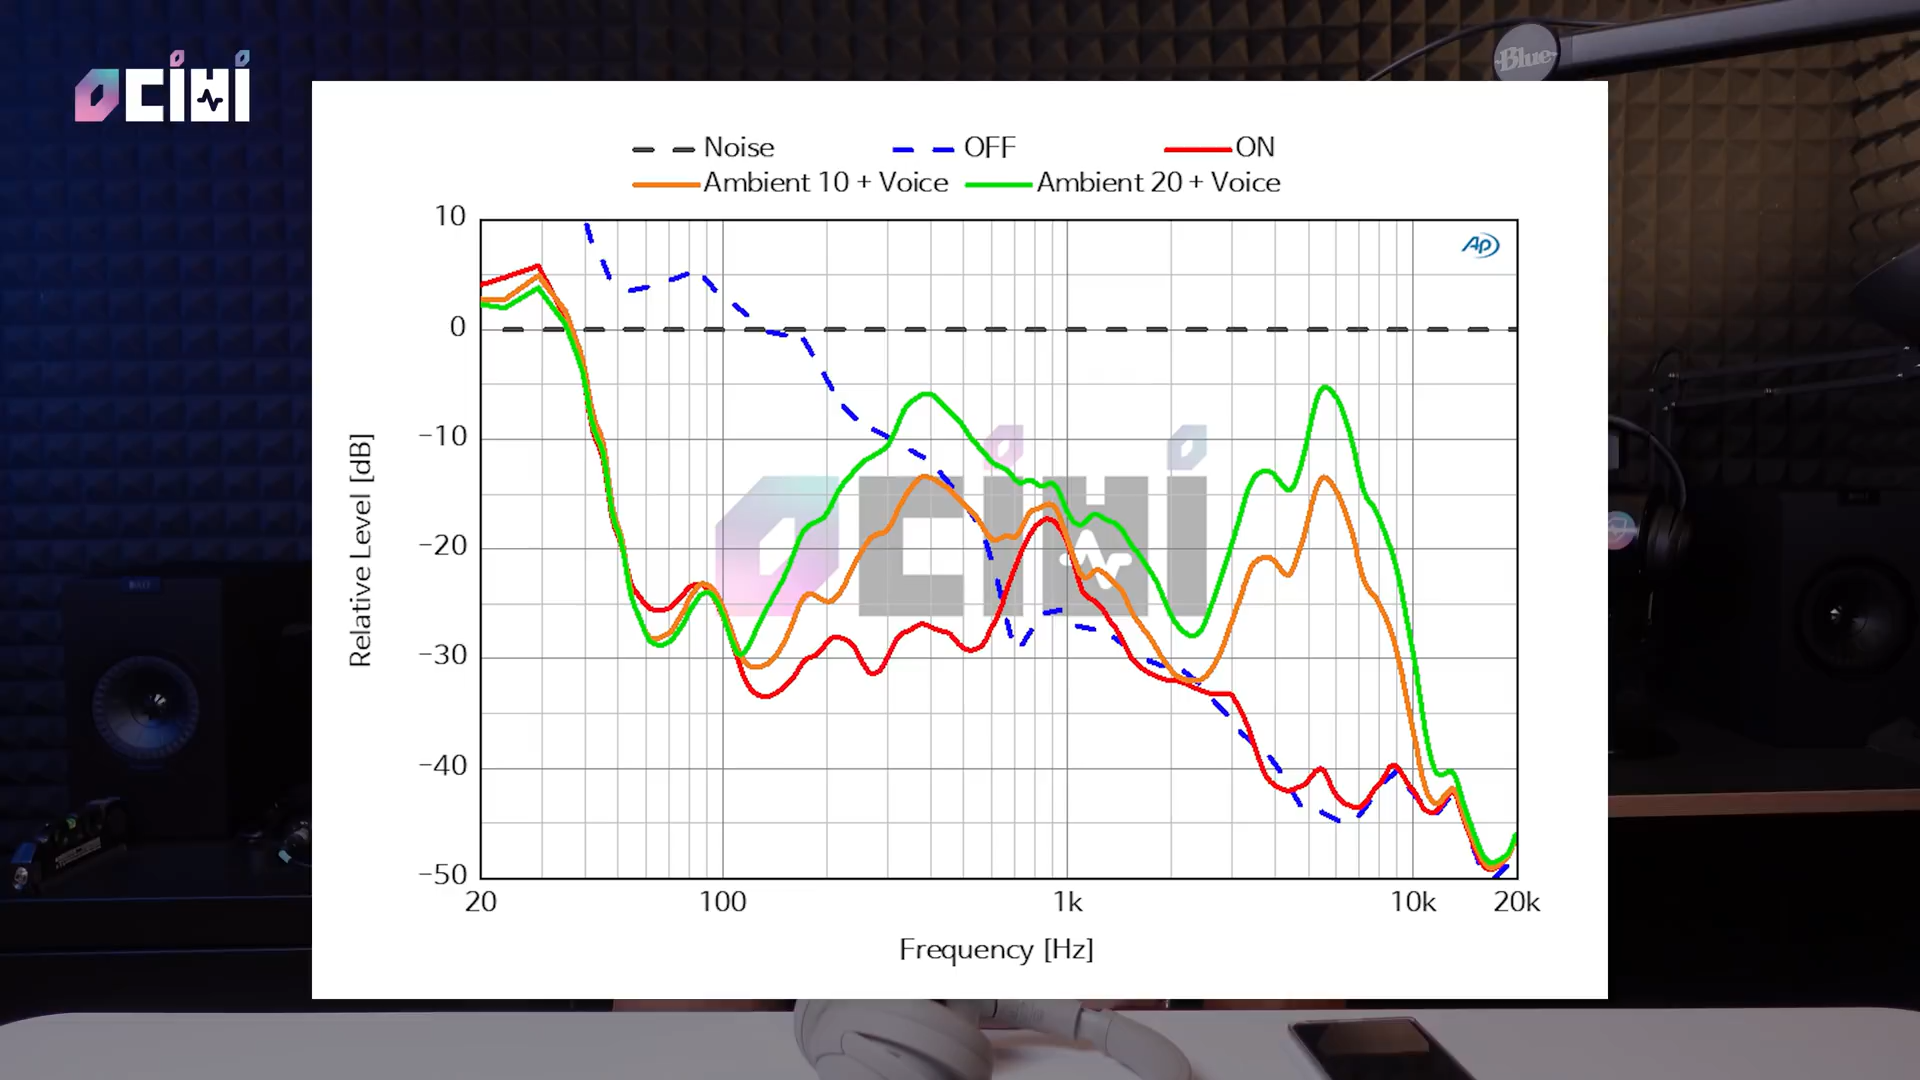 OCIHI
Blue
Noise OFF ON
Ambient 10 + Voice Ambient 20 + Voice
10
AP
0
−10
−20
−30
−40
−50
Relative Level [dB]
20 100 1k 10k 20k
Frequency [Hz]